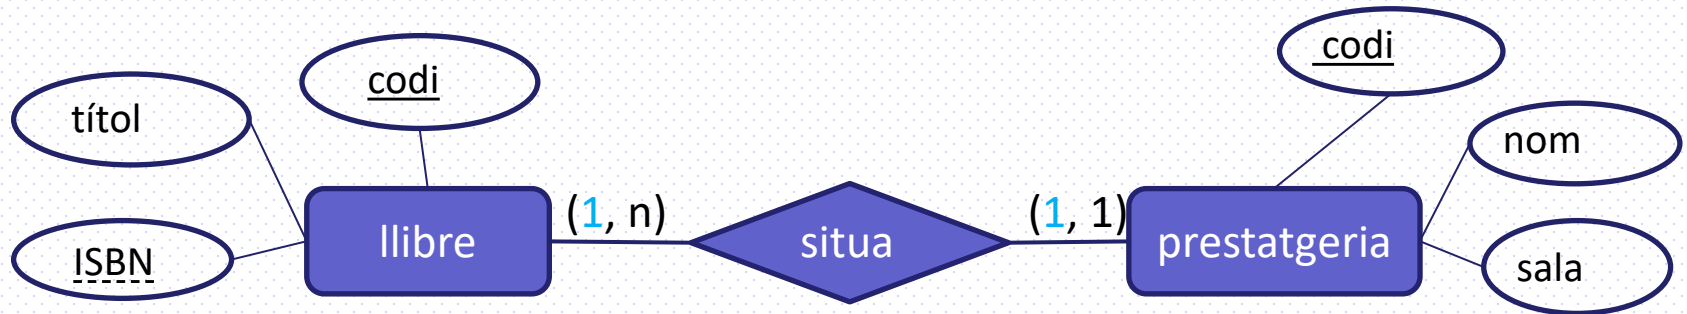 codi
codi
títol
nom
(1, n)
(1, 1)
llibre
situa
prestatgeria
ISBN
sala